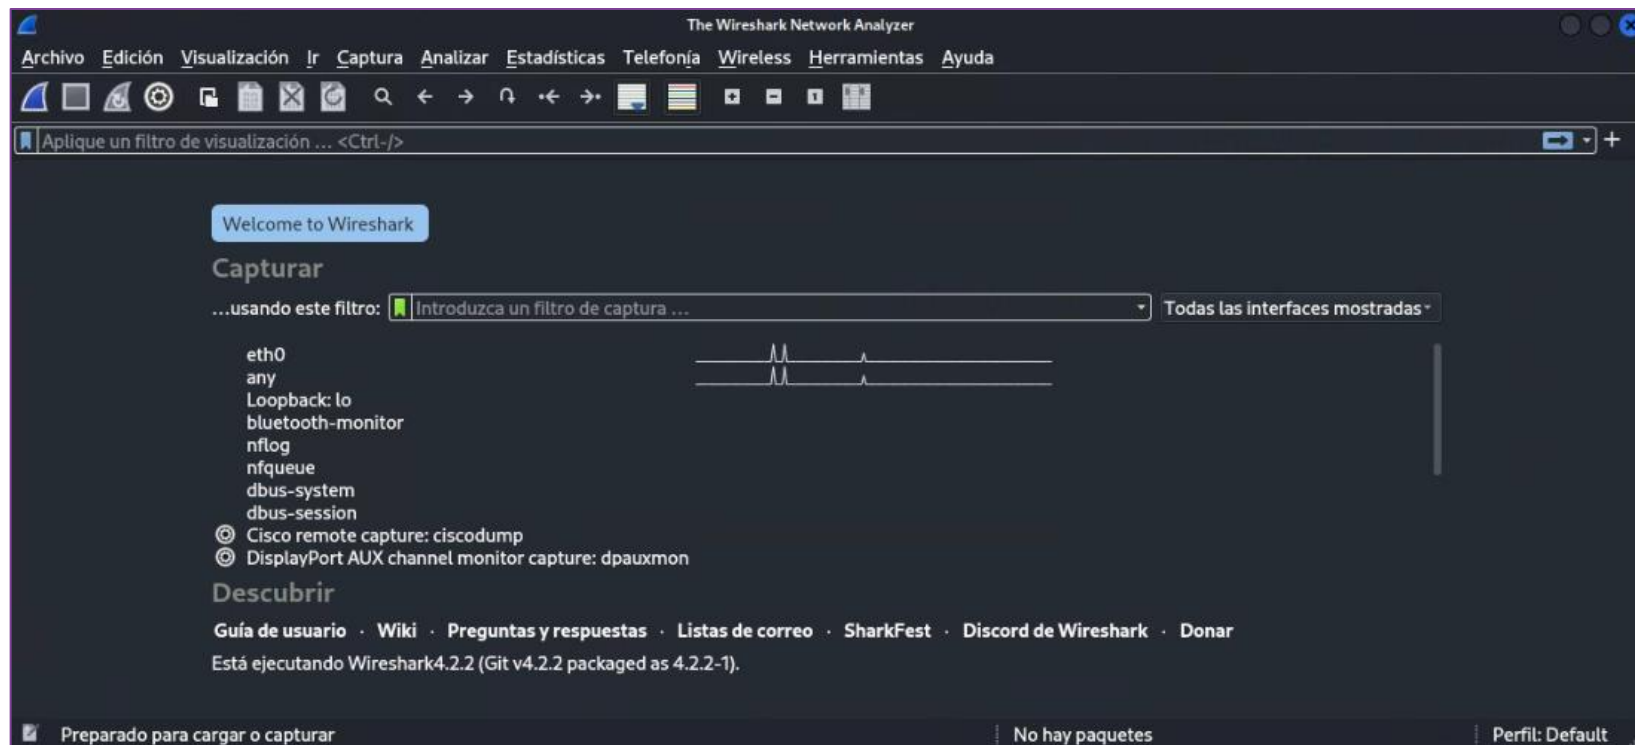 The Wireshark Network Analyzer
Archivo Edición Visualización Ir Captura Analizar Estadísticas Telefonía Wireless Herramientas Ayuda
Aplique un filtro de visualización ... <Ctrl-/>
Welcome to Wireshark
Capturar
...usando este filtro: Introduzca un filtro de captura ... Todas las interfaces mostradas
eth0
any
Loopback: lo
bluetooth-monitor
nflog
nfqueue
dbus-system
dbus-session
Cisco remote capture: ciscodump
DisplayPort AUX channel monitor capture: dpauxmon
Descubrir
Guía de usuario · Wiki · Preguntas y respuestas · Listas de correo · SharkFest · Discord de Wireshark · Donar
Está ejecutando Wireshark4.2.2 (Git v4.2.2 packaged as 4.2.2-1).
Preparado para cargar o capturar No hay paquetes Perfil: Default